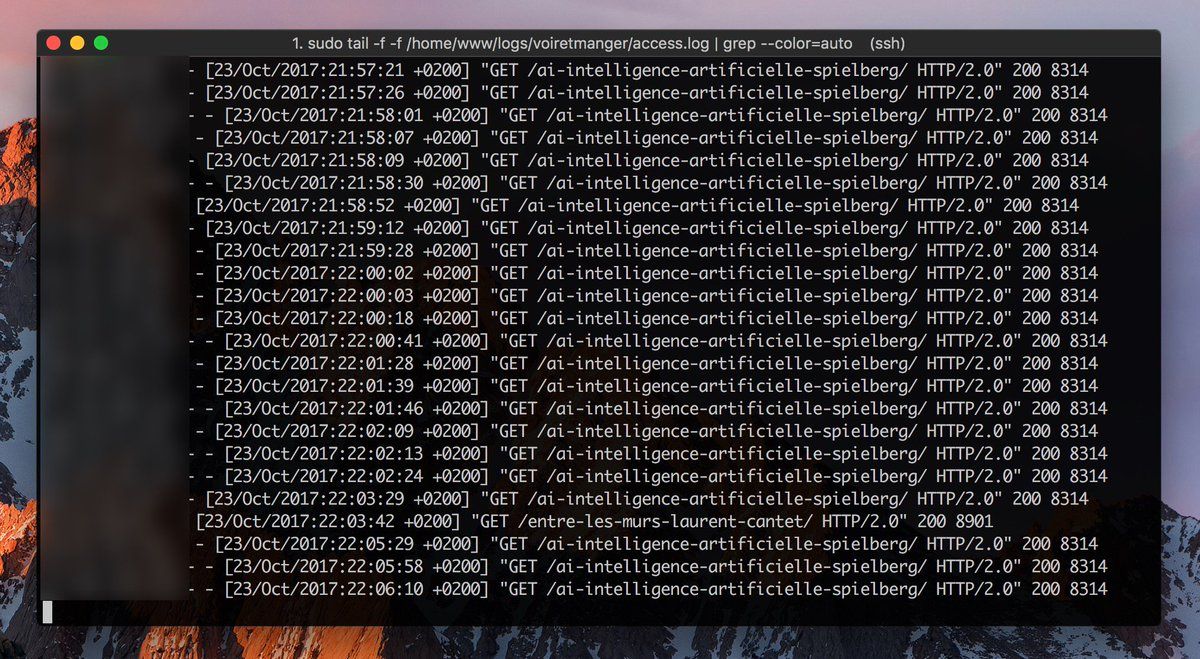 1. sudo tail -f -f /home/www/logs/voiretmanger/access.log | grep --color=auto (ssh)
- [23/Oct/2017:21:57:21 +0200] "GET /ai-intelligence-artificielle-spielberg/ HTTP/2.0" 200 8314
- [23/Oct/2017:21:57:26 +0200] "GET /ai-intelligence-artificielle-spielberg/ HTTP/2.0" 200 8314
- - [23/Oct/2017:21:58:01 +0200] "GET /ai-intelligence-artificielle-spielberg/ HTTP/2.0" 200 8314
- [23/Oct/2017:21:58:07 +0200] "GET /ai-intelligence-artificielle-spielberg/ HTTP/2.0" 200 8314
- [23/Oct/2017:21:58:09 +0200] "GET /ai-intelligence-artificielle-spielberg/ HTTP/2.0" 200 8314
- - [23/Oct/2017:21:58:30 +0200] "GET /ai-intelligence-artificielle-spielberg/ HTTP/2.0" 200 8314
[23/Oct/2017:21:58:52 +0200] "GET /ai-intelligence-artificielle-spielberg/ HTTP/2.0" 200 8314
- [23/Oct/2017:21:59:12 +0200] "GET /ai-intelligence-artificielle-spielberg/ HTTP/2.0" 200 8314
- [23/Oct/2017:21:59:28 +0200] "GET /ai-intelligence-artificielle-spielberg/ HTTP/2.0" 200 8314
- [23/Oct/2017:22:00:02 +0200] "GET /ai-intelligence-artificielle-spielberg/ HTTP/2.0" 200 8314
- [23/Oct/2017:22:00:03 +0200] "GET /ai-intelligence-artificielle-spielberg/ HTTP/2.0" 200 8314
- [23/Oct/2017:22:00:18 +0200] "GET /ai-intelligence-artificielle-spielberg/ HTTP/2.0" 200 8314
- - [23/Oct/2017:22:00:41 +0200] "GET /ai-intelligence-artificielle-spielberg/ HTTP/2.0" 200 8314
- [23/Oct/2017:22:01:28 +0200] "GET /ai-intelligence-artificielle-spielberg/ HTTP/2.0" 200 8314
- [23/Oct/2017:22:01:39 +0200] "GET /ai-intelligence-artificielle-spielberg/ HTTP/2.0" 200 8314
- - [23/Oct/2017:22:01:46 +0200] "GET /ai-intelligence-artificielle-spielberg/ HTTP/2.0" 200 8314
- [23/Oct/2017:22:02:09 +0200] "GET /ai-intelligence-artificielle-spielberg/ HTTP/2.0" 200 8314
- - [23/Oct/2017:22:02:13 +0200] "GET /ai-intelligence-artificielle-spielberg/ HTTP/2.0" 200 8314
- - [23/Oct/2017:22:02:24 +0200] "GET /ai-intelligence-artificielle-spielberg/ HTTP/2.0" 200 8314
- [23/Oct/2017:22:03:29 +0200] "GET /ai-intelligence-artificielle-spielberg/ HTTP/2.0" 200 8314
[23/Oct/2017:22:03:42 +0200] "GET /entre-les-murs-laurent-cantet/ HTTP/2.0" 200 8901
- [23/Oct/2017:22:05:29 +0200] "GET /ai-intelligence-artificielle-spielberg/ HTTP/2.0" 200 8314
- - [23/Oct/2017:22:05:58 +0200] "GET /ai-intelligence-artificielle-spielberg/ HTTP/2.0" 200 8314
- - [23/Oct/2017:22:06:10 +0200] "GET /ai-intelligence-artificielle-spielberg/ HTTP/2.0" 200 8314